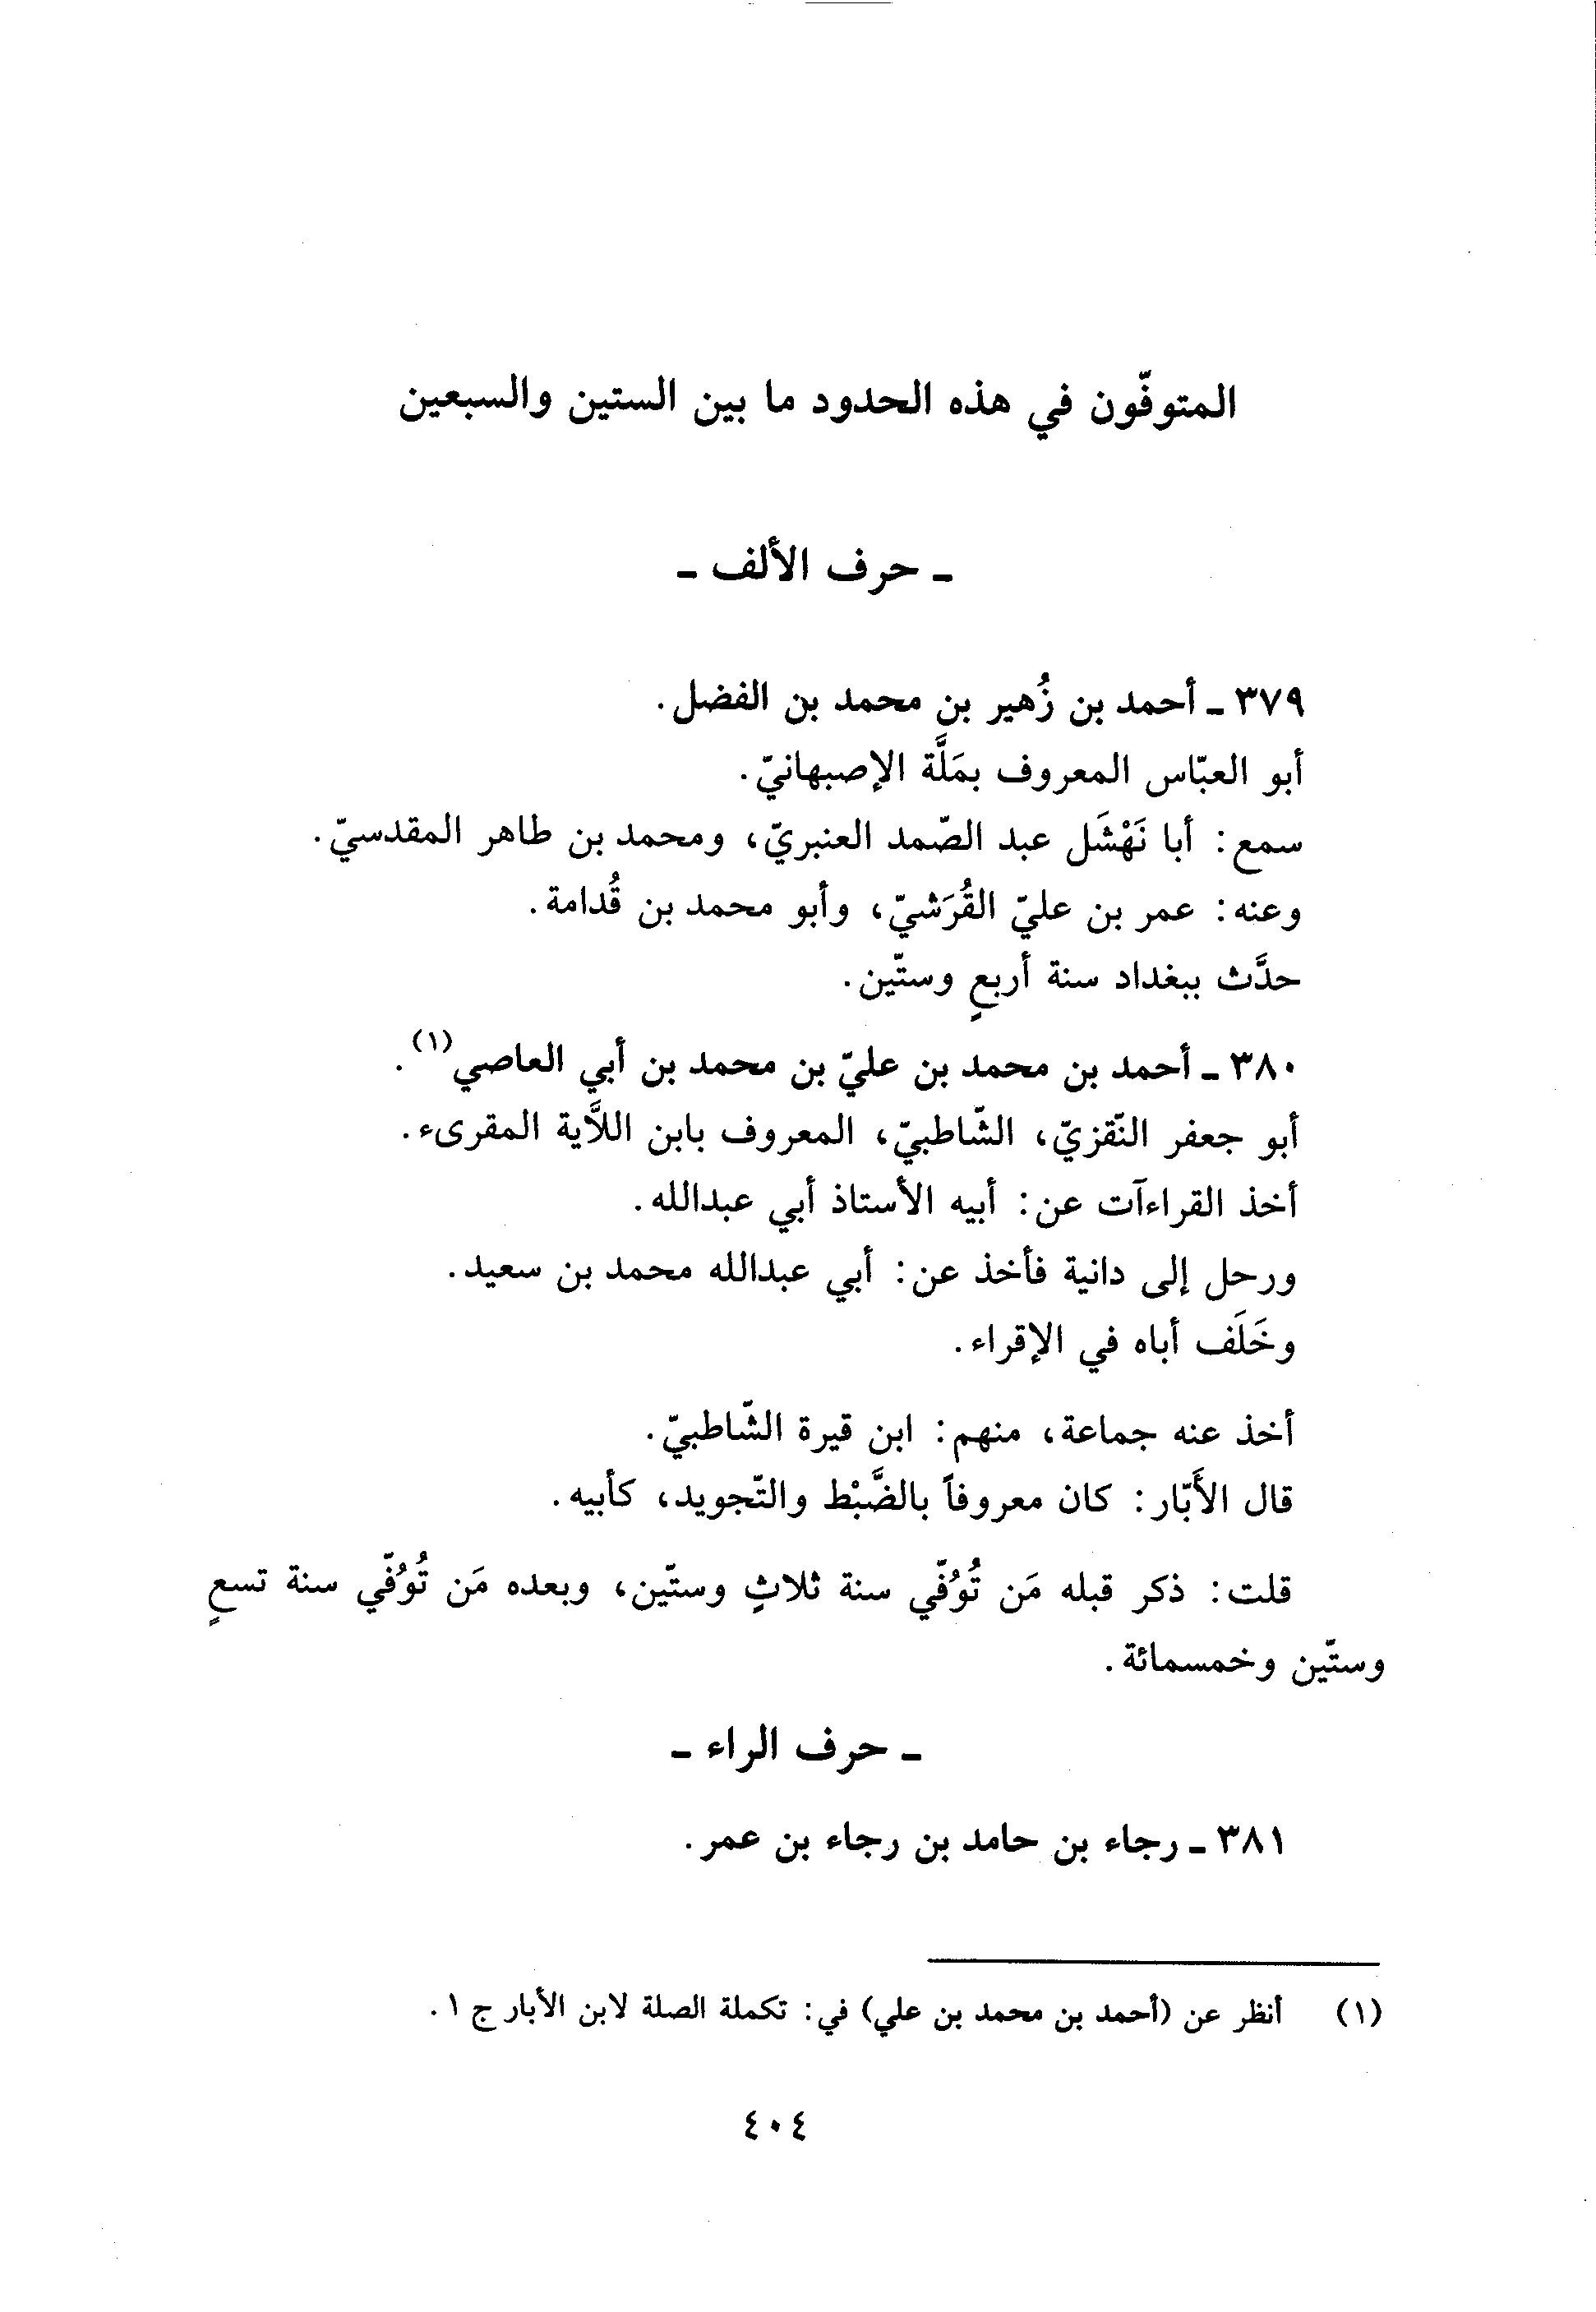 المتوفّون في هذه الحدود ما بين الستين والسبعين
ـ حرف الألف ـ
٣٧٩ ـ أحمد بن زُهير بن محمد بن الفضل.
أبو العبّاس المعروف بمَلَّة الإصبهانيّ.
سمع: أبا نَهْشَل عبد الصّمد العنبريّ، ومحمد بن طاهر المقدسيّ.
وعنه: عمر بن عليّ القُرَشيّ، وأبو محمد بن قُدامة.
حدَّث ببغداد سنة أربعٍ وستّين.
٣٨٠ ـ أحمد بن محمد بن عليّ بن محمد بن أبي العاصي(١).
أبو جعفر النّقزيّ، الشّاطبيّ، المعروف بابن اللَّاية المقرىء.
أخذ القراءآت عن: أبيه الأستاذ أبي عبدالله.
ورحل إلى دانية فأخذ عن: أبي عبدالله محمد بن سعيد.
وخَلَف أباه في الإقراء.
أخذ عنه جماعة، منهم: ابن قيرة الشّاطبيّ.
قال الأَبّار: كان معروفاً بالضَّبْط والتّجويد، كأبيه.
قلت: ذكر قبله مَن تُوُفّي سنة ثلاثٍ وستّين، وبعده مَن تُوُفّي سنة تسعٍ
وستّين وخمسمائة.
ـ حرف الراء ـ
٣٨١ ـ رجاء بن حامد بن رجاء بن عمر.
(١) أنظر عن (أحمد بن محمد بن علي) في: تكملة الصلة لابن الأبار ج ١.
٤٠٤